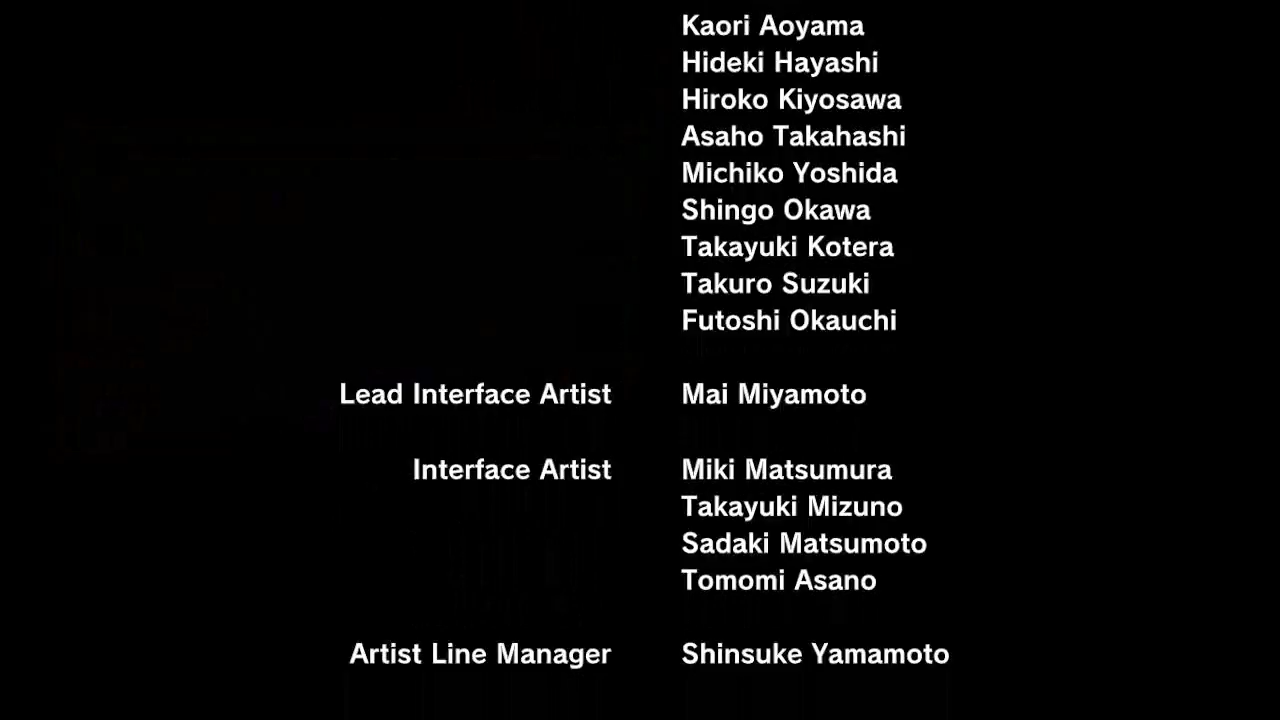 Kaori Aoyama
Hideki Hayashi
Hiroko Kiyosawa
Asaho Takahashi
Michiko Yoshida
Shingo Okawa
Takayuki Kotera
Takuro Suzuki
Futoshi Okauchi
Lead Interface Artist Mai Miyamoto
Interface Artist Miki Matsumura
Takayuki Mizuno
Sadaki Matsumoto
Tomomi Asano
Artist Line Manager Shinsuke Yamamoto